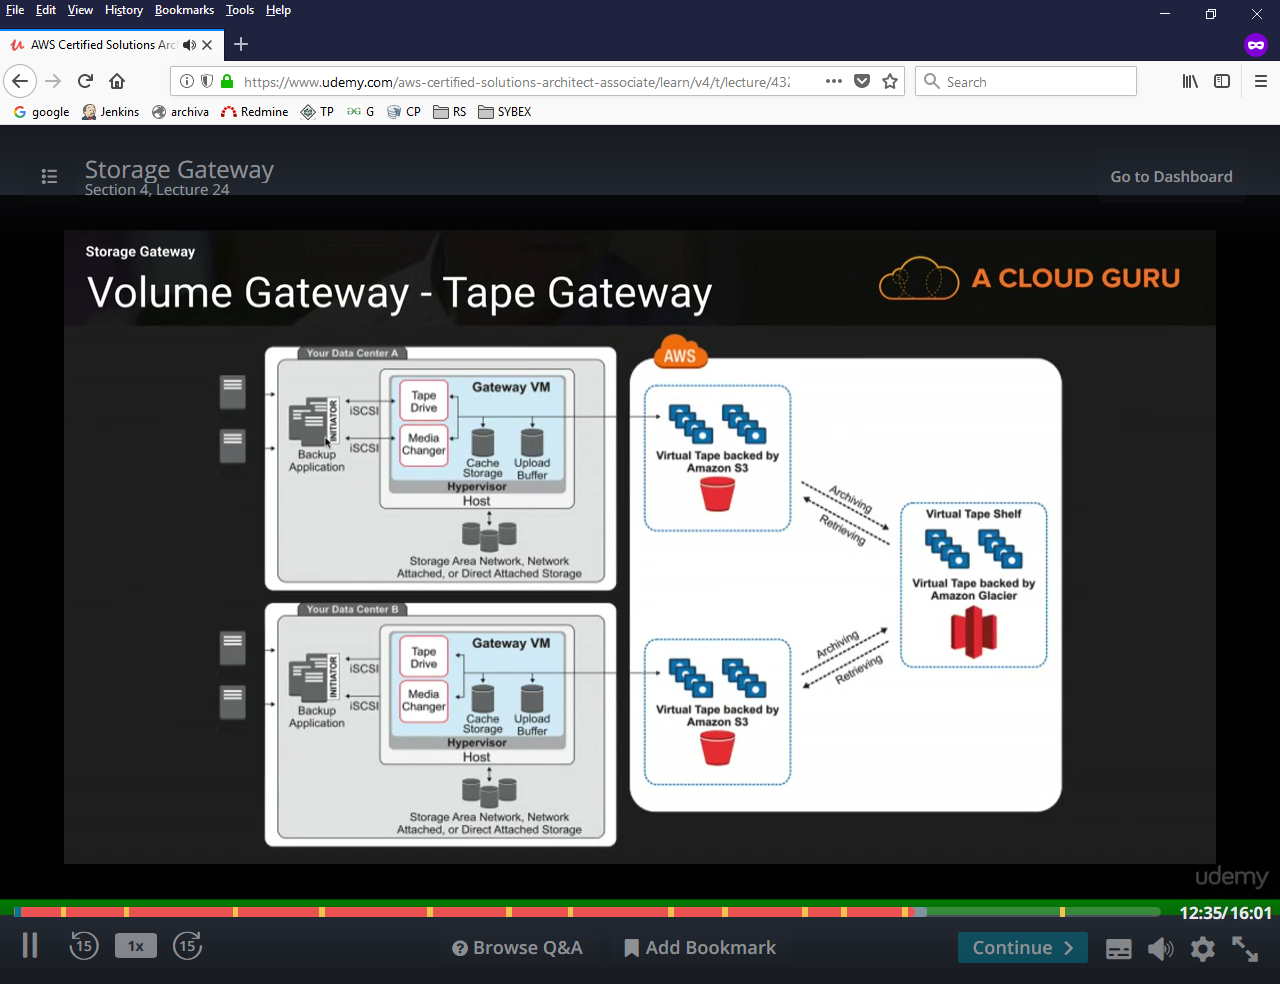 File Edit View History Bookmarks Tools Help
AWS Certified Solutions Arc
https://www.udemy.com/aws-certified-solutions-architect-associate/learn/v4/t/lecture/432
Search
google Jenkins archiva Redmine TP G CP RS SYBEX
Storage Gateway
Section 4, Lecture 24
Go to Dashboard
Storage Gateway
Volume Gateway - Tape Gateway
A CLOUD GURU
Your Data Center A
Backup
Application
INITIATOR
iSCSI
iSCSI
Tape
Drive
Media
Changer
Gateway VM
Cache
Storage
Upload
Buffer
Hypervisor
Host
Storage Area Network, Network
Attached, or Direct Attached Storage
Your Data Center B
Backup
Application
INITIATOR
iSCSI
iSCSI
Tape
Drive
Media
Changer
Gateway VM
Cache
Storage
Upload
Buffer
Hypervisor
Host
Storage Area Network, Network
Attached, or Direct Attached Storage
AWS
Virtual Tape backed by
Amazon S3
Archiving
Retrieving
Virtual Tape Shelf
Virtual Tape backed by
Amazon Glacier
Archiving
Retrieving
Virtual Tape backed by
Amazon S3
udemy
12:35/16:01
15 1x 15
Browse Q&A
Add Bookmark
Continue